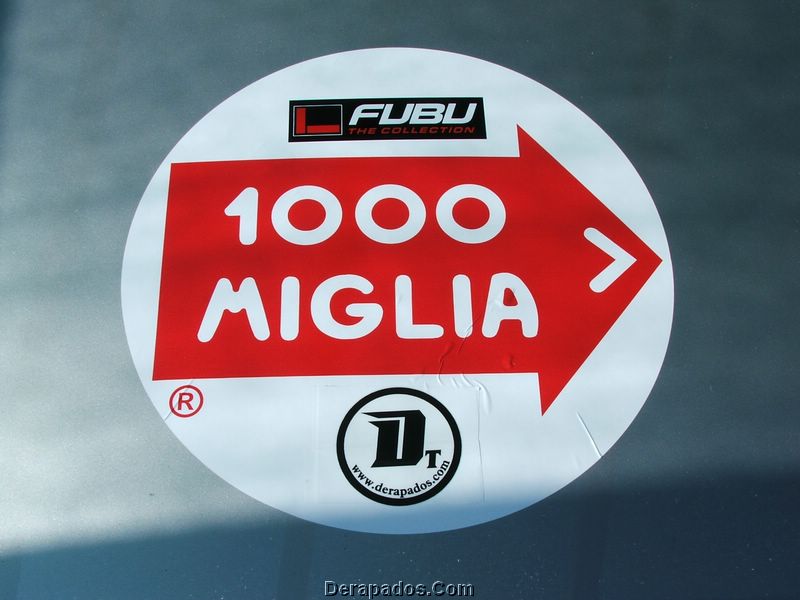 FUBU
THE COLLECTION
1000
MIGLIA
>
®
DT
www.derapados.com
Derapados.Com